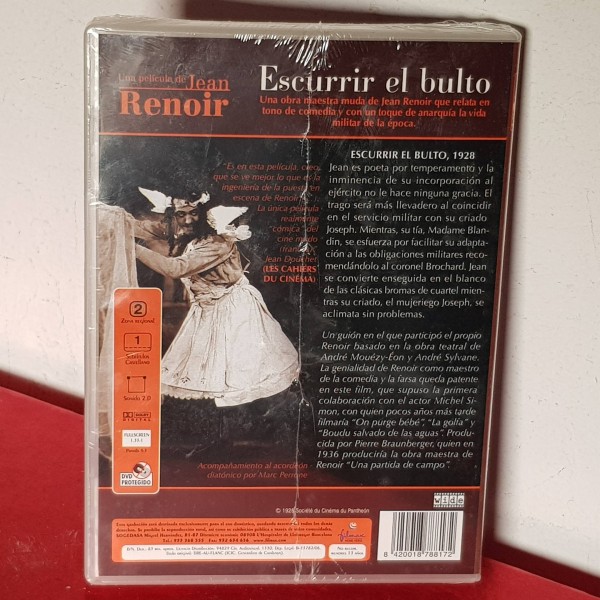 Una película de Jean
Renoir
Escurrir el bulto
Una obra maestra muda de Jean Renoir que relata en
tono de comedia y con un toque de anarquía la vida
militar de la época.
"Es en esta película, creo,
que se ve mejor lo que es la
ingeniería de la puesta en
escena de Renoir
La única película
realmente
"cómica" del
cine mudo
Jean Douchet
(LES CAHIERS
DU CINÉMA)
ESCURRIR EL BULTO, 1928
Jean es poeta por temperamento y la
inminencia de su incorporación al
ejército no le hace ninguna gracia. El
trago será más llevadero al coincidir
en el servicio militar con su criado
Joseph. Mientras, su tía, Madame Blan-
din, se esfuerza por facilitar su adapta-
ción a las obligaciones militares reco-
mendándolo al coronel Brochard. Jean
se convierte enseguida en el blanco
de las clásicas bromas de cuartel mien-
tras su criado, el mujeriego Joseph, se
aclimata sin problemas.
Un guión en el que participó el propio
Renoir basado en la obra teatral de
André Mouézy-Éon y André Sylvane.
La genialidad de Renoir como maestro
de la comedia y la farsa queda patente
en este film, que supuso la primera
colaboración con el actor Michel Si-
mon, con quien pocos años más tarde
filmaría "On purge bébé", "La golfa" y
"Boudu salvado de las aguas". Produci-
da por Pierre Braunberger, quien en
1936 produciría la obra maestra de
Renoir "Una partida de campo".
2
1
Subtítulos
Castellano
Sonido 2.0
DOLBY
DIGITAL
FULLSCREEN
1.33:1
DVD
PROTEGIDO
Acompañamiento al acordeón
diatónico por Marc Perrone
© 1928 Société du Cinéma du Panthéon
wide
filmax
8 420018 788172